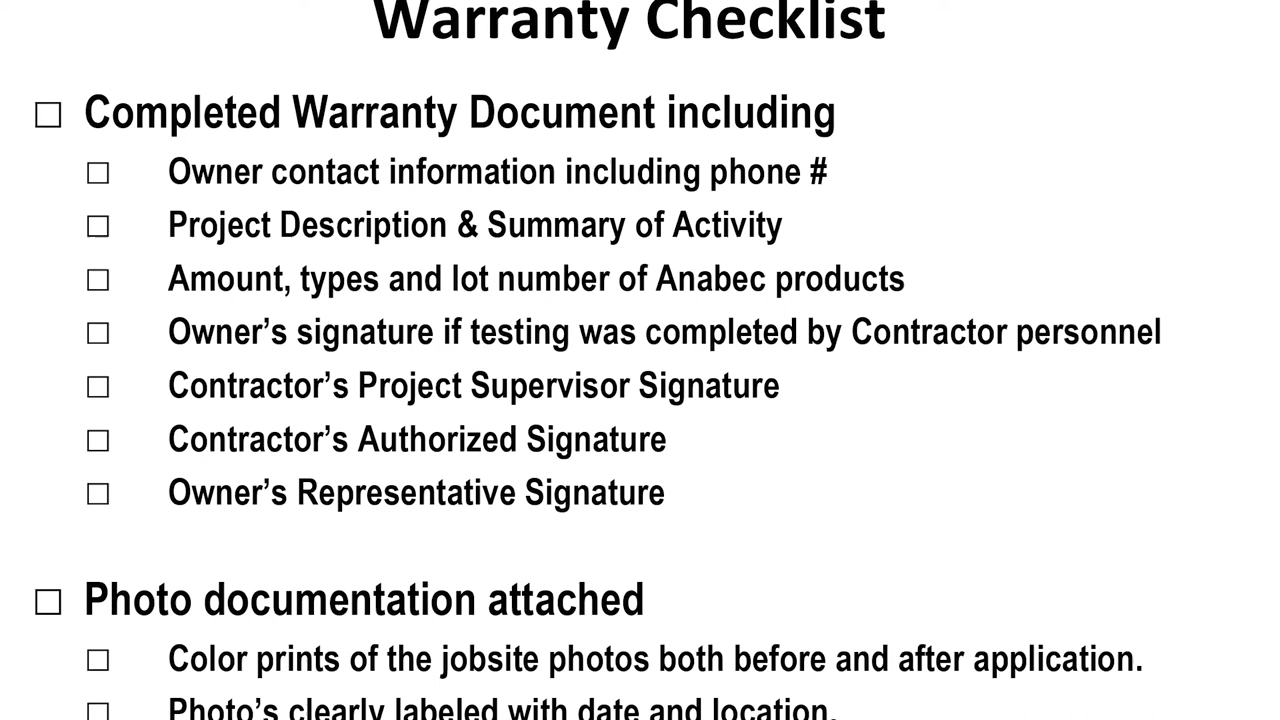 Warranty Checklist
☐ Completed Warranty Document including
☐ Owner contact information including phone #
☐ Project Description & Summary of Activity
☐ Amount, types and lot number of Anabec products
☐ Owner’s signature if testing was completed by Contractor personnel
☐ Contractor’s Project Supervisor Signature
☐ Contractor’s Authorized Signature
☐ Owner’s Representative Signature
☐ Photo documentation attached
☐ Color prints of the jobsite photos both before and after application.
☐ Photo’s clearly labeled with date and location.